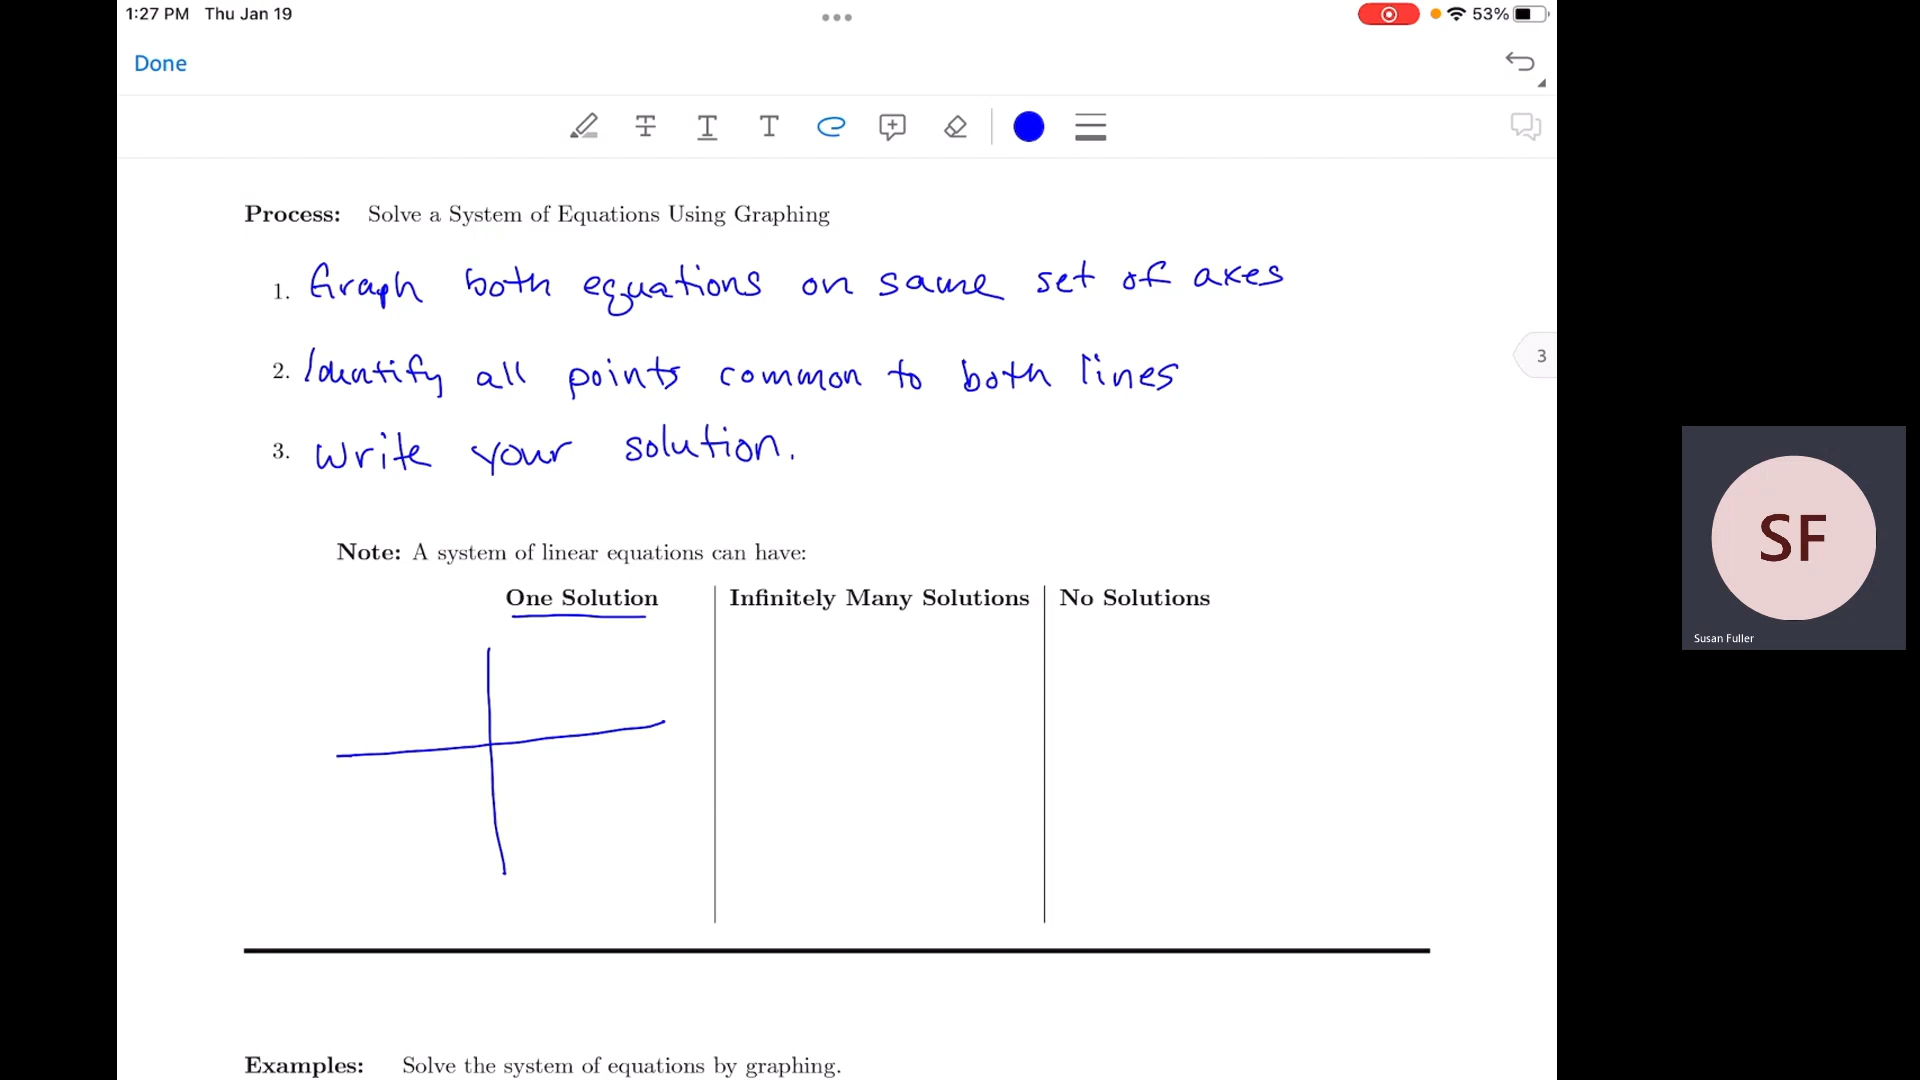 1:27 PM Thu Jan 19
53%
Done
Process: Solve a System of Equations Using Graphing
1. Graph both equations on same set of axes
3
2. Identify all points common to both lines
3. Write your solution.
SF
Susan Fuller
Note: A system of linear equations can have:
One Solution Infinitely Many Solutions No Solutions
Examples: Solve the system of equations by graphing.